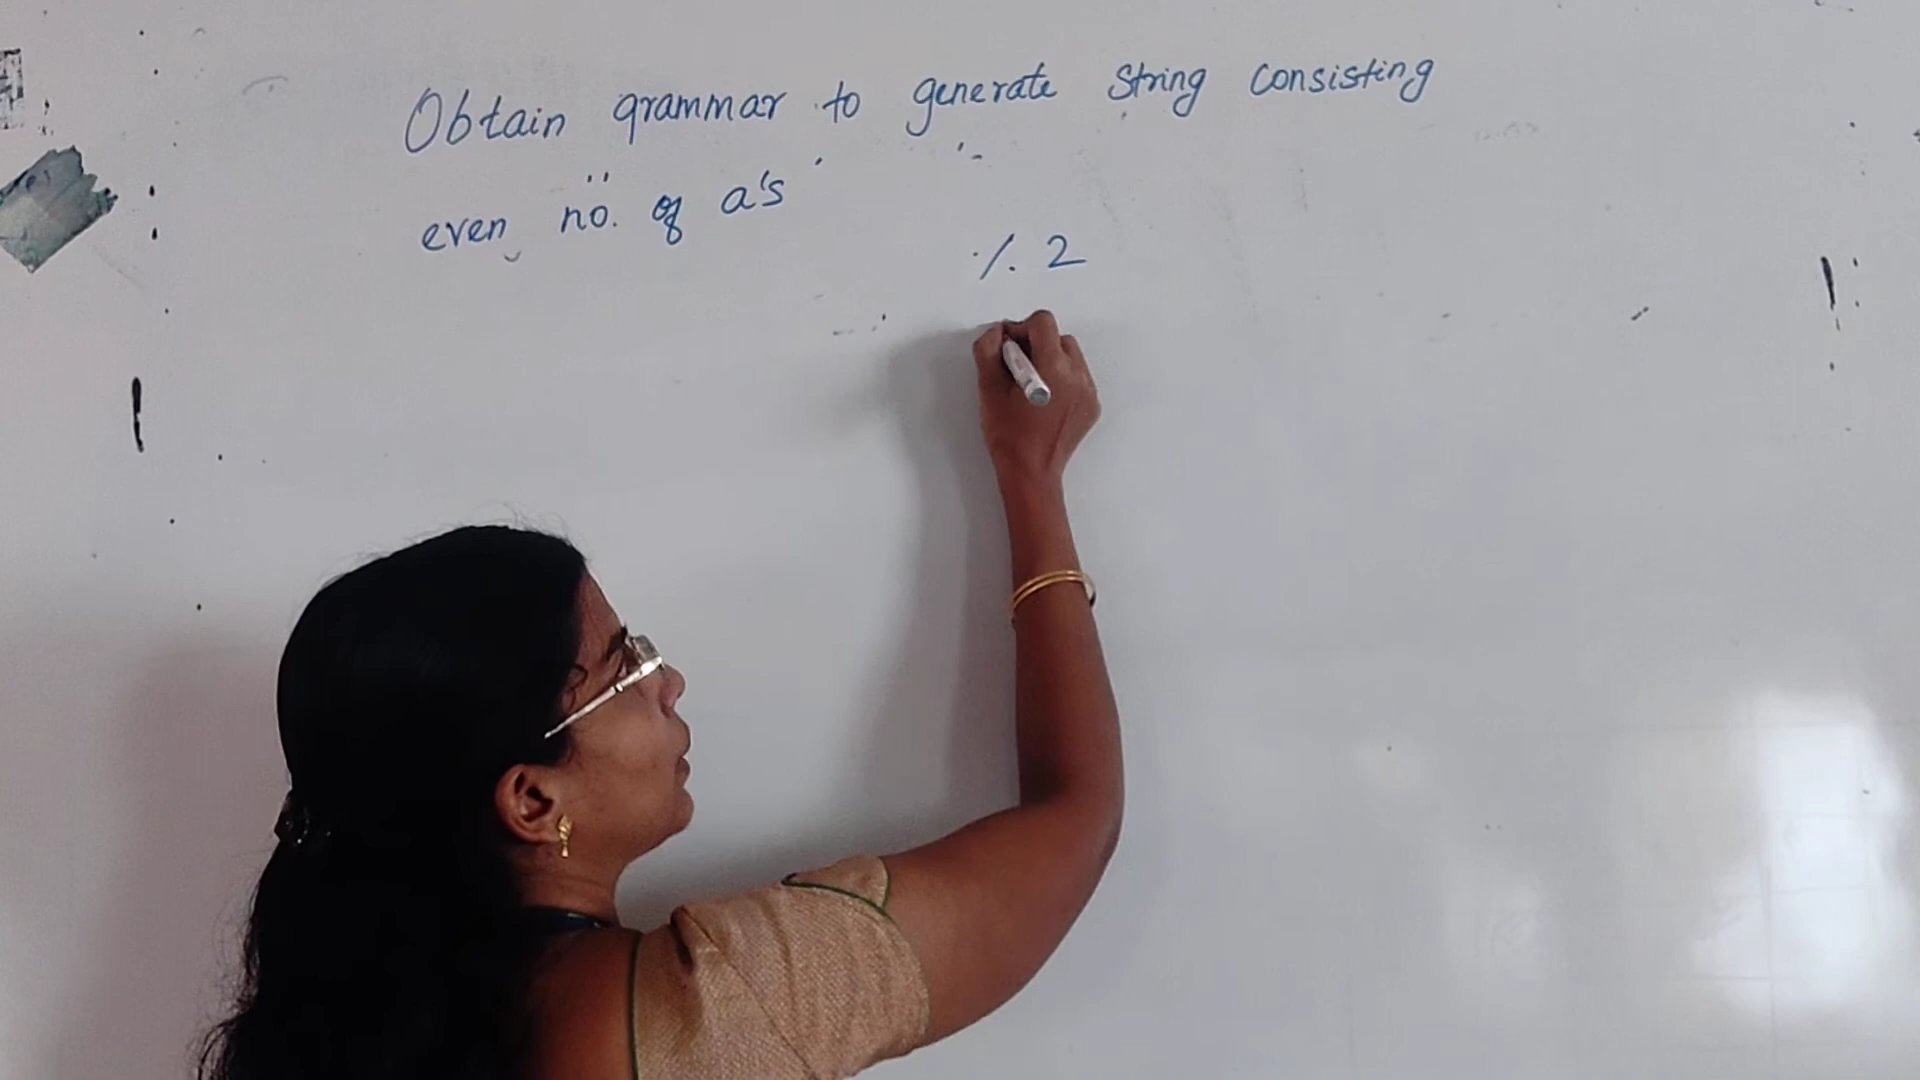 Obtain grammar to generate String consisting
even no. of a's
% 2